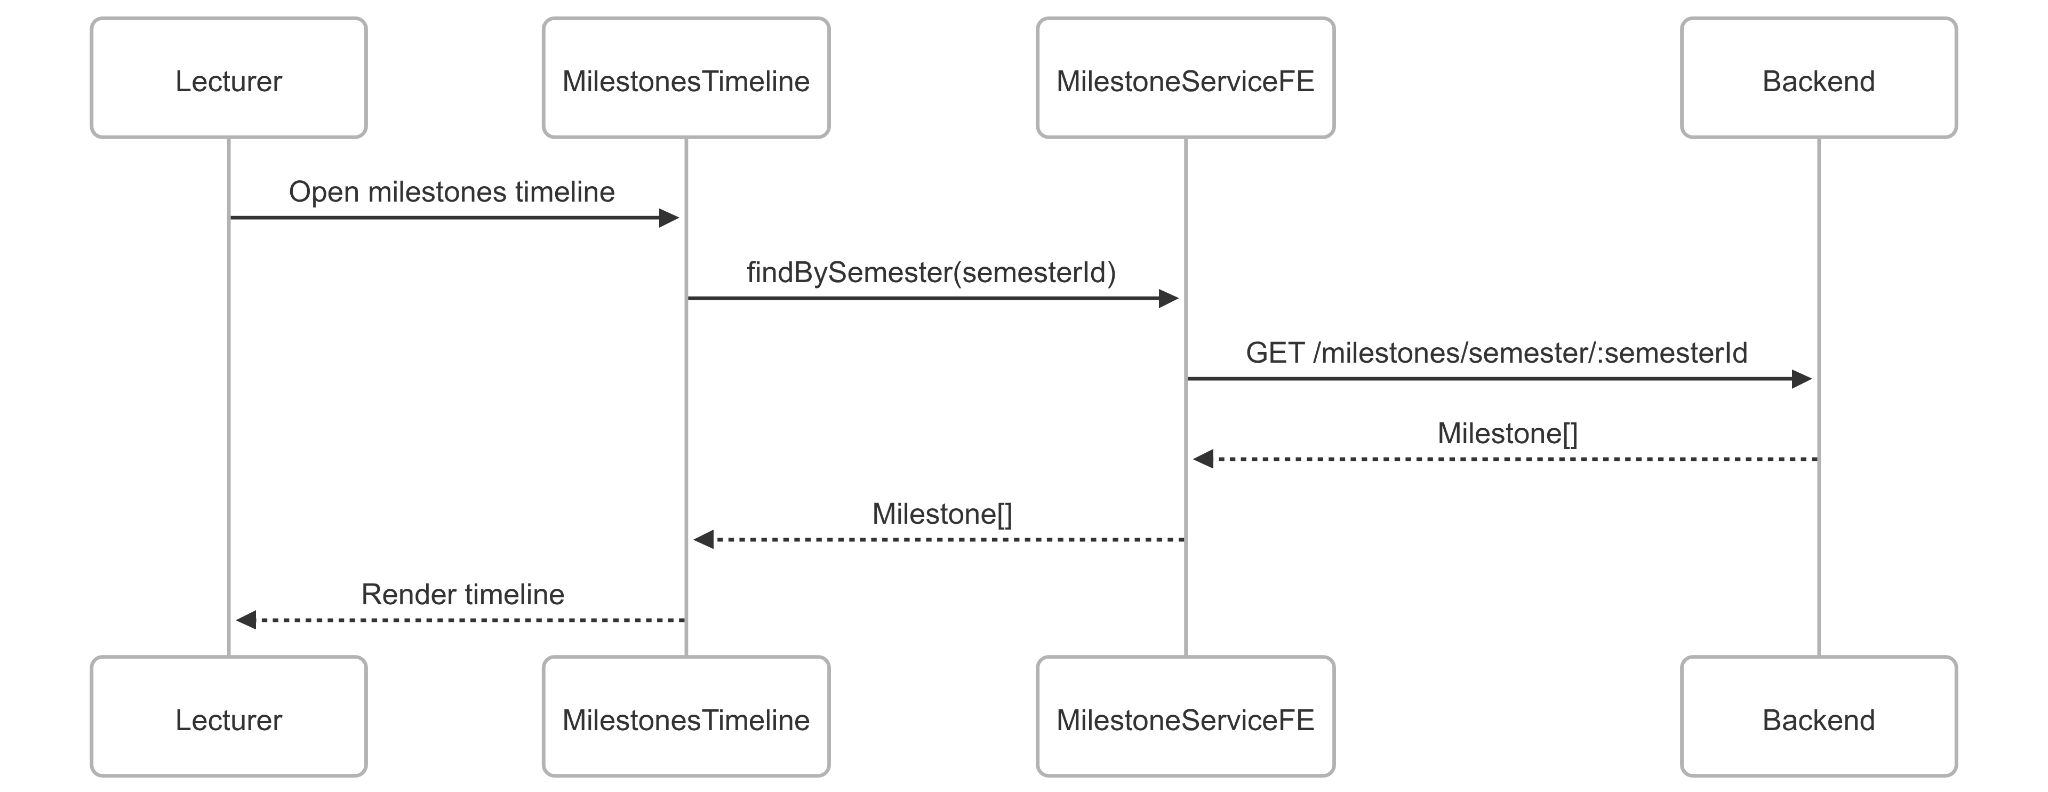 Lecturer
MilestonesTimeline
MilestoneServiceFE
Backend
Open milestones timeline
findBySemester(semesterId)
GET /milestones/semester/:semesterId
Milestone[]
Milestone[]
Render timeline
Lecturer
MilestonesTimeline
MilestoneServiceFE
Backend